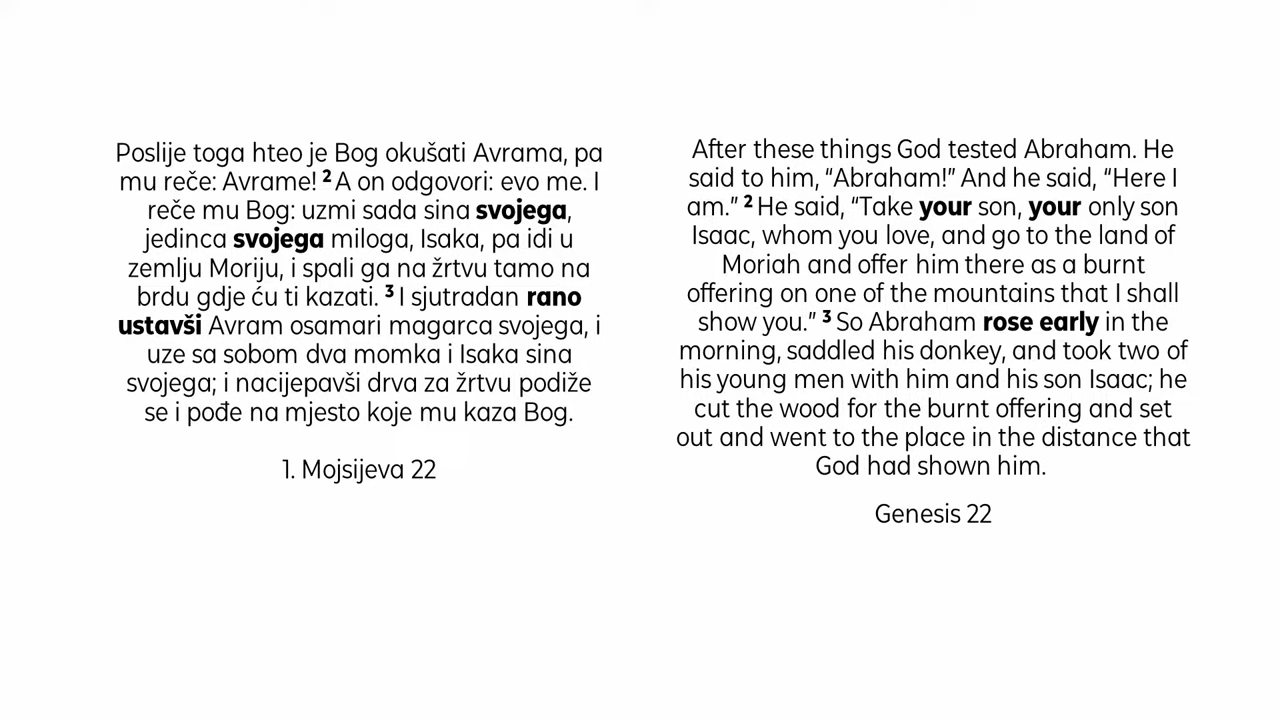 Poslije toga hteo je Bog okušati Avrama, pa
mu reče: Avrame! ² A on odgovori: evo me. I
reče mu Bog: uzmi sada sina svojega,
jedinca svojega miloga, Isaka, pa idi u
zemlju Moriju, i spali ga na žrtvu tamo na
brdu gdje ću ti kazati. ³ I sjutradan rano
ustavši Avram osamari magarca svojega, i
uze sa sobom dva momka i Isaka sina
svojega; i nacijepavši drva za žrtvu podiže
se i pođe na mjesto koje mu kaza Bog.
1. Mojsijeva 22
After these things God tested Abraham. He
said to him, “Abraham!” And he said, “Here I
am.” ² He said, “Take your son, your only son
Isaac, whom you love, and go to the land of
Moriah and offer him there as a burnt
offering on one of the mountains that I shall
show you.” ³ So Abraham rose early in the
morning, saddled his donkey, and took two of
his young men with him and his son Isaac; he
cut the wood for the burnt offering and set
out and went to the place in the distance that
God had shown him.
Genesis 22